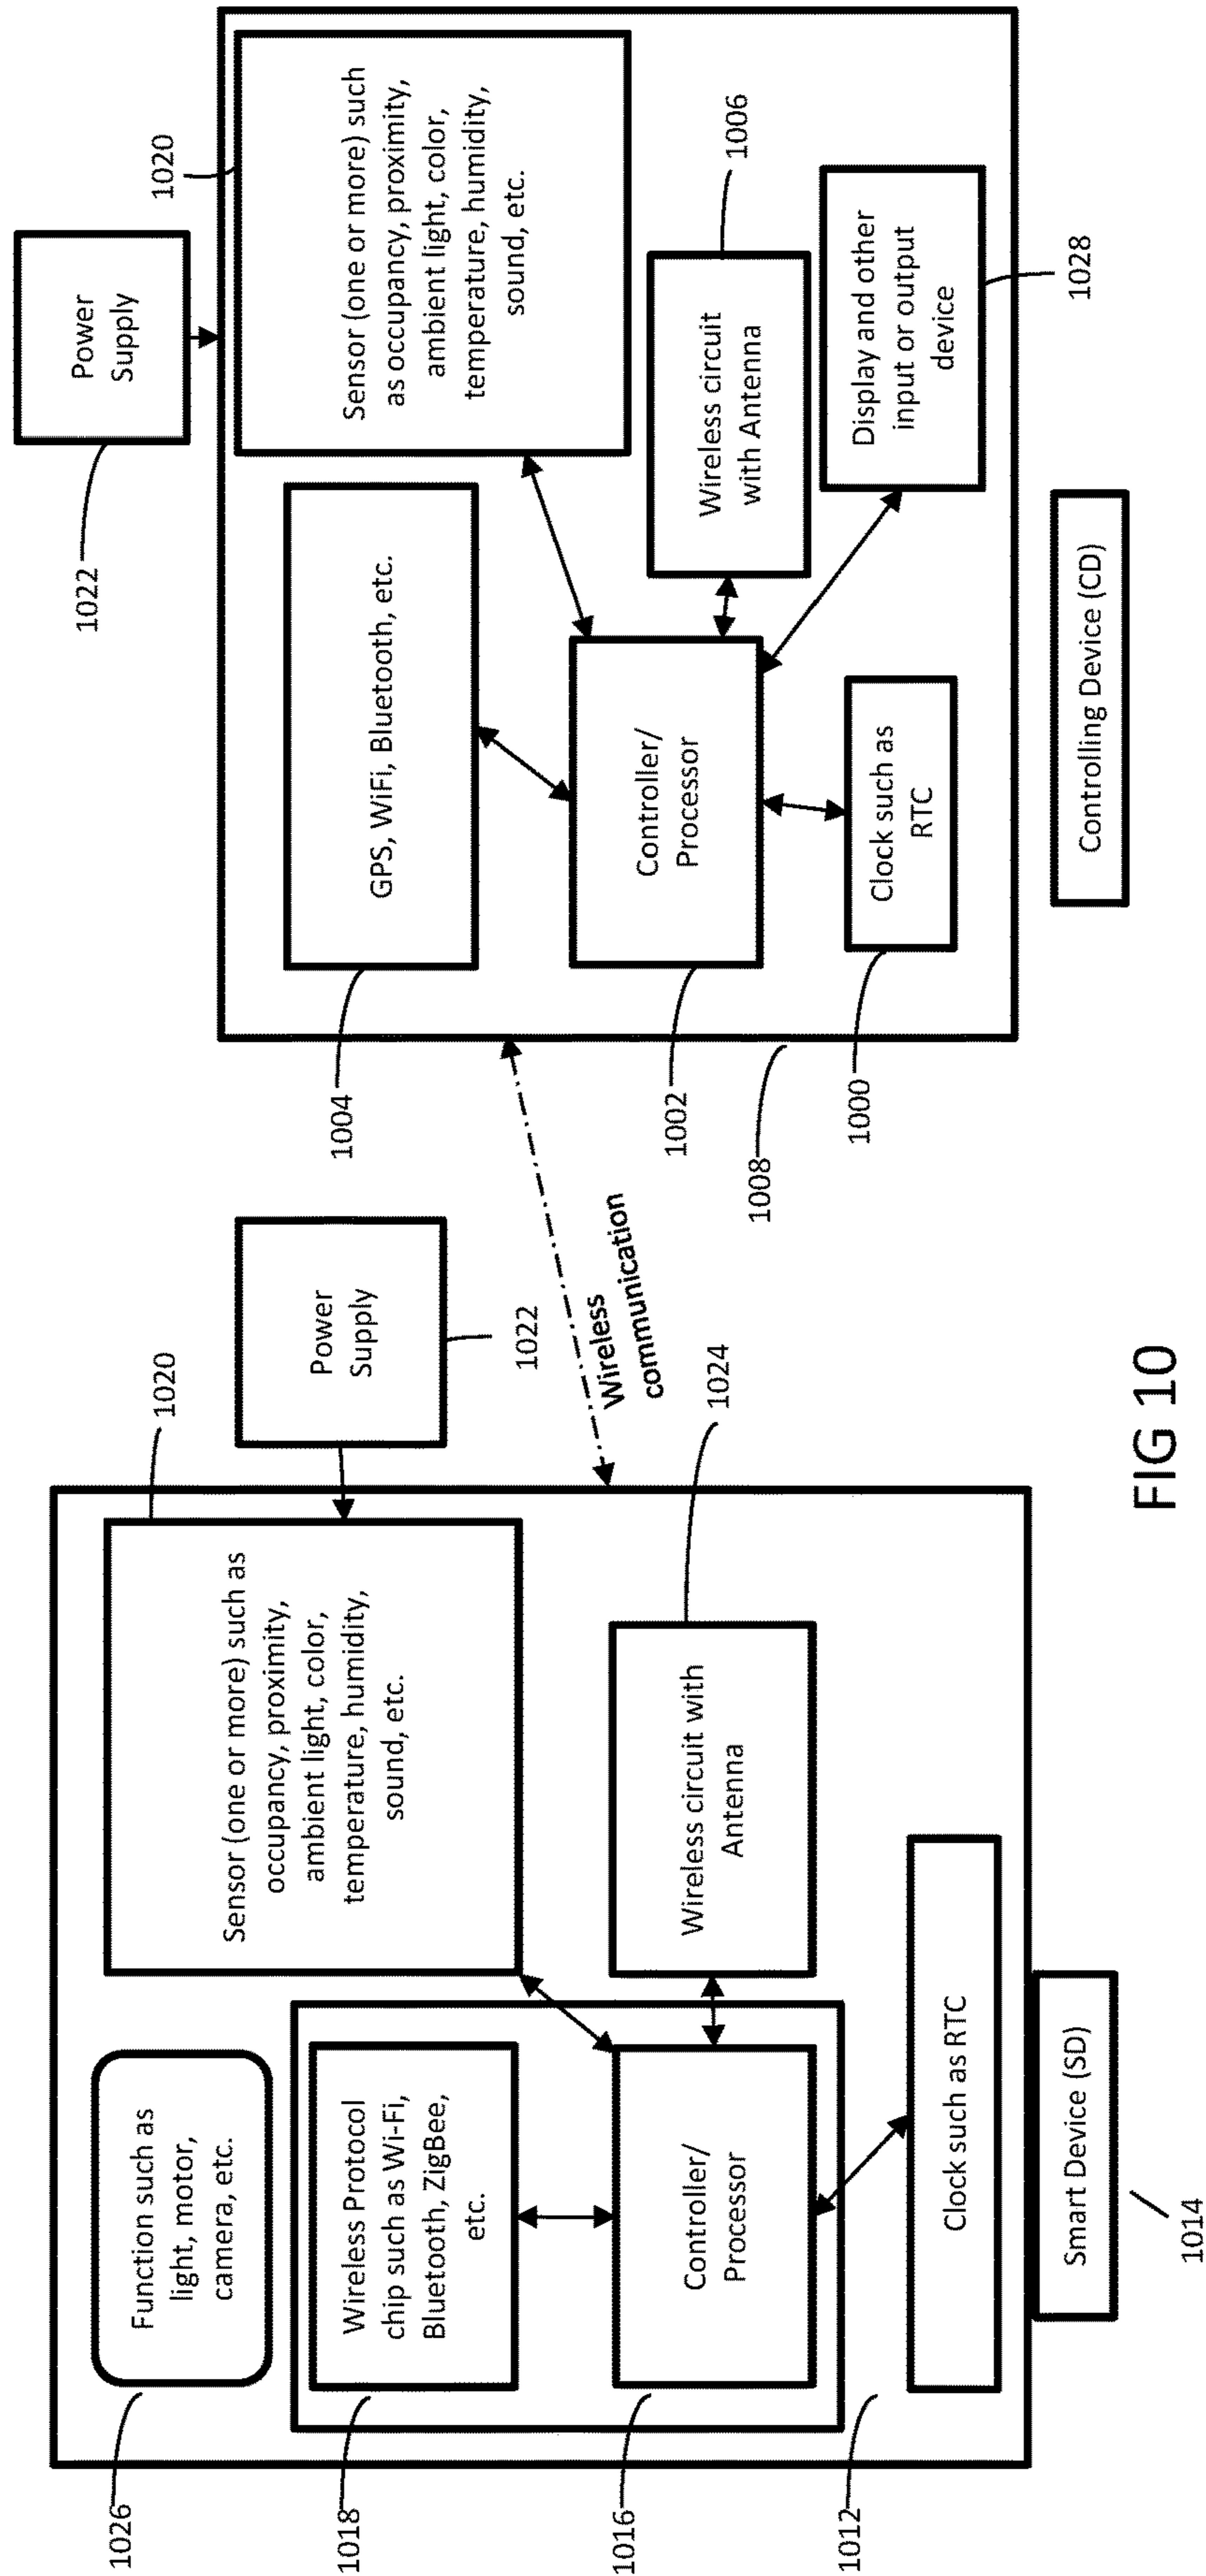 1026
Function such as
light, motor,
camera, etc.
1018
Wireless Protocol
chip such as Wi-Fi,
Bluetooth, ZigBee,
etc.
1016
Controller/
Processor
1012
Clock such as RTC
Smart Device (SD)
1014
1020
Sensor (one or more) such as
occupancy, proximity,
ambient light, color,
temperature, humidity,
sound, etc.
Wireless circuit with
Antenna
1024
Power
Supply
1022
Wireless
communication
1022
Power
Supply
1020
Sensor (one or more) such
as occupancy, proximity,
ambient light, color,
temperature, humidity,
sound, etc.
1004
GPS, WiFi, Bluetooth, etc.
1002
Controller/
Processor
1008
1000
Clock such as
RTC
1006
Wireless circuit
with Antenna
Display and other
input or output
device
1028
Controlling Device (CD)
FIG 10